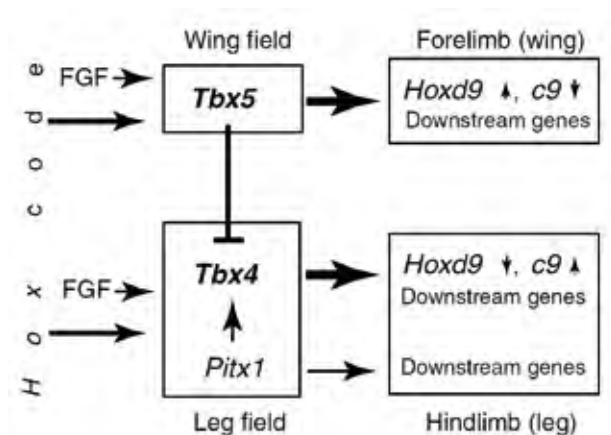 Wing field
Forelimb (wing)
FGF
Tbx5
Hoxd9 , c9
Downstream genes
Hox code
FGF
Tbx4
Pitx1
Hoxd9 , c9
Downstream genes
Downstream genes
Leg field
Hindlimb (leg)